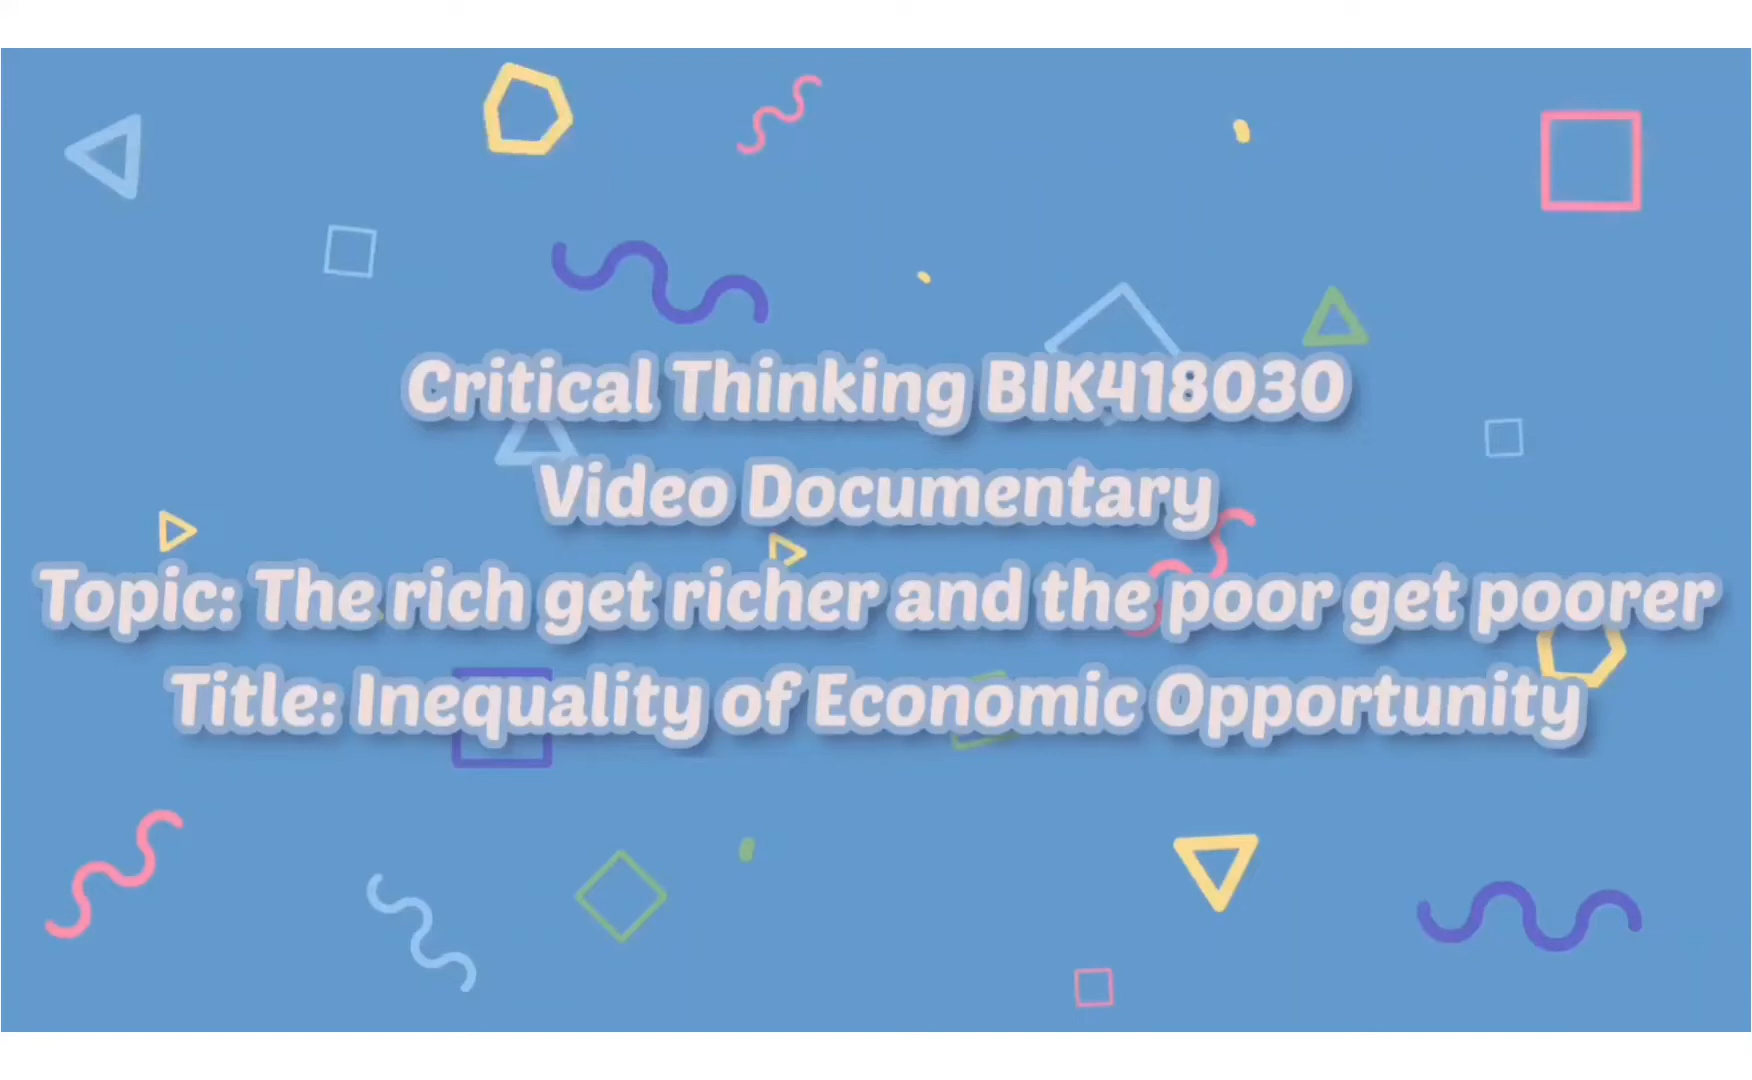 Critical Thinking BIK418030
Video Documentary
Topic: The rich get richer and the poor get poorer
Title: Inequality of Economic Opportunity